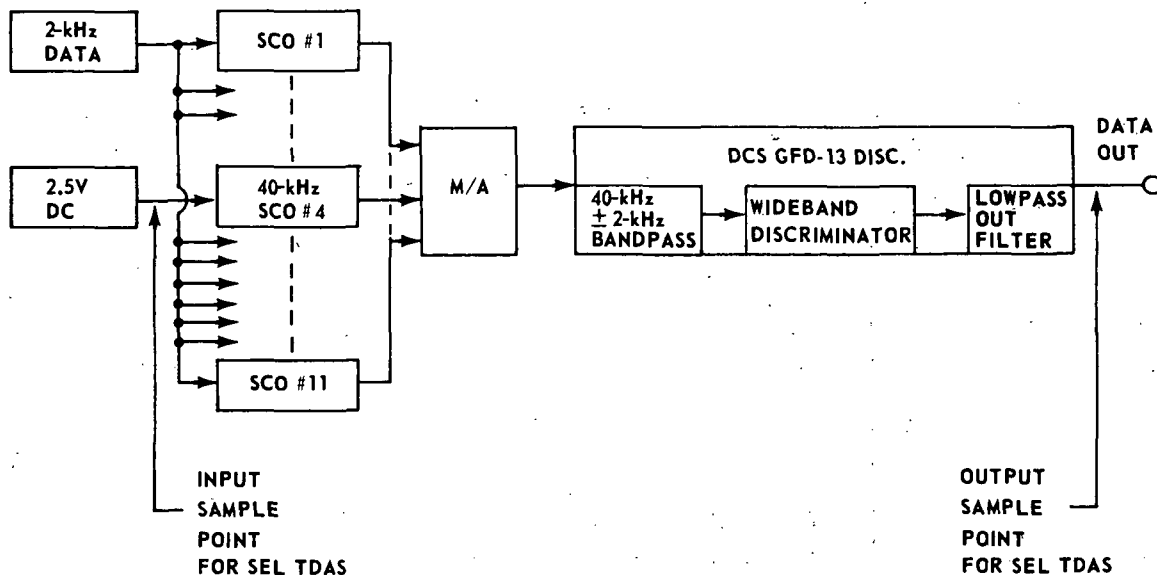 2-kHz
DATA
SCO #1
2.5V
DC
40-kHz
SCO #4
M/A
DCS GFD-13 DISC.
40-kHz
± 2-kHz
BANDPASS
WIDEBAND
DISCRIMINATOR
LOWPASS
OUT
FILTER
DATA
OUT
SCO #11
INPUT
SAMPLE
POINT
FOR SEL TDAS
OUTPUT
SAMPLE
POINT
FOR SEL TDAS